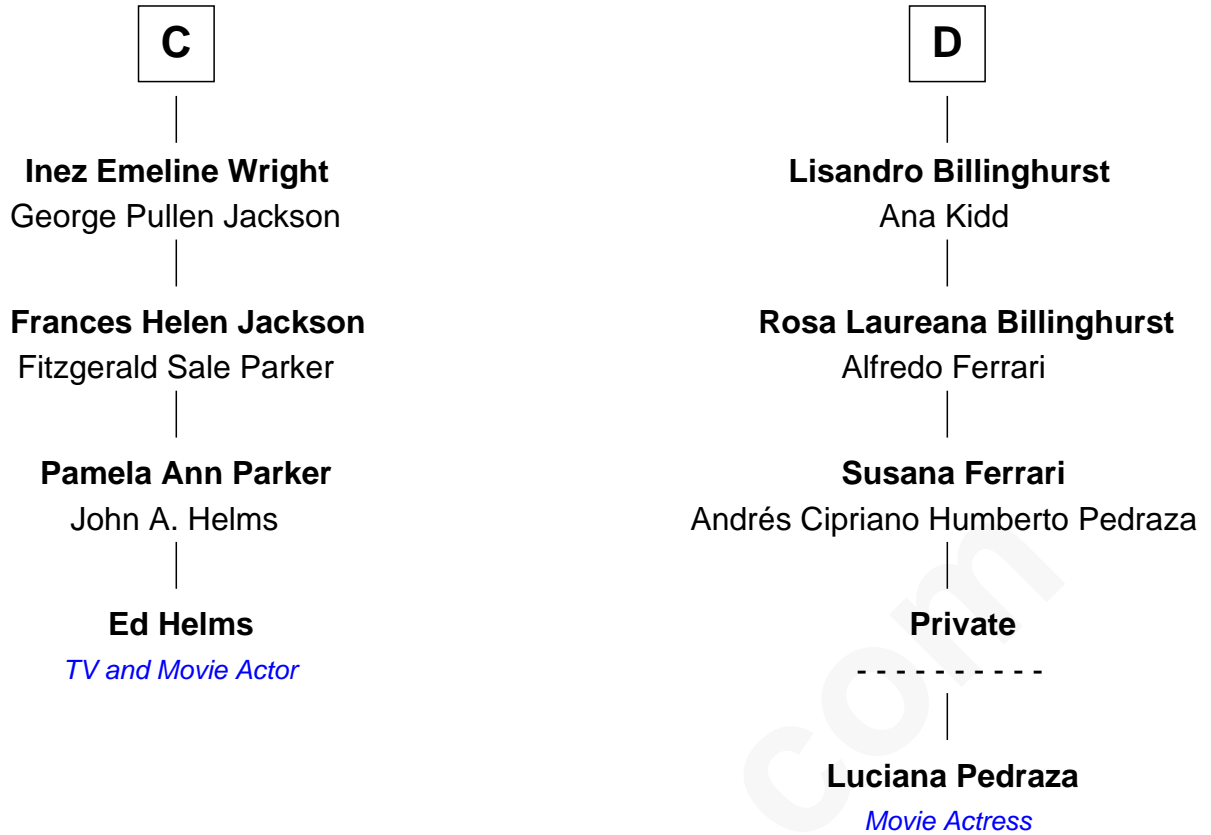 C
Inez Emeline Wright
George Pullen Jackson
Frances Helen Jackson
Fitzgerald Sale Parker
Pamela Ann Parker
John A. Helms
Ed Helms
TV and Movie Actor
D
Lisandro Billinghurst
Ana Kidd
Rosa Laureana Billinghurst
Alfredo Ferrari
Susana Ferrari
Andrés Cipriano Humberto Pedraza
Private
- - - - - - - - - -
Luciana Pedraza
Movie Actress
com